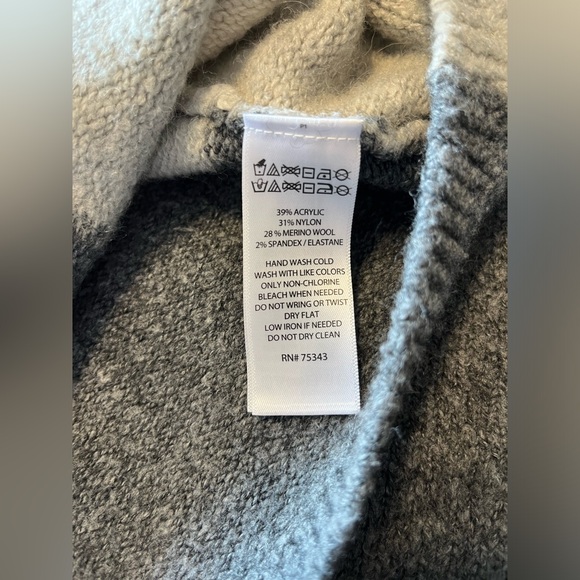 39% ACRYLIC
31% NYLON
28 % MERINO WOOL
2% SPANDEX / ELASTANE
HAND WASH COLD
WASH WITH LIKE COLORS
ONLY NON-CHLORINE
BLEACH WHEN NEEDED
DO NOT WRING OR TWIST
DRY FLAT
LOW IRON IF NEEDED
DO NOT DRY CLEAN
RN# 75343